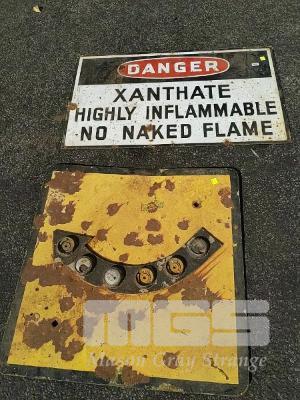 DANGER
XANTHATE
HIGHLY INFLAMMABLE
NO NAKED FLAME
MGS
Mason Gray Strange